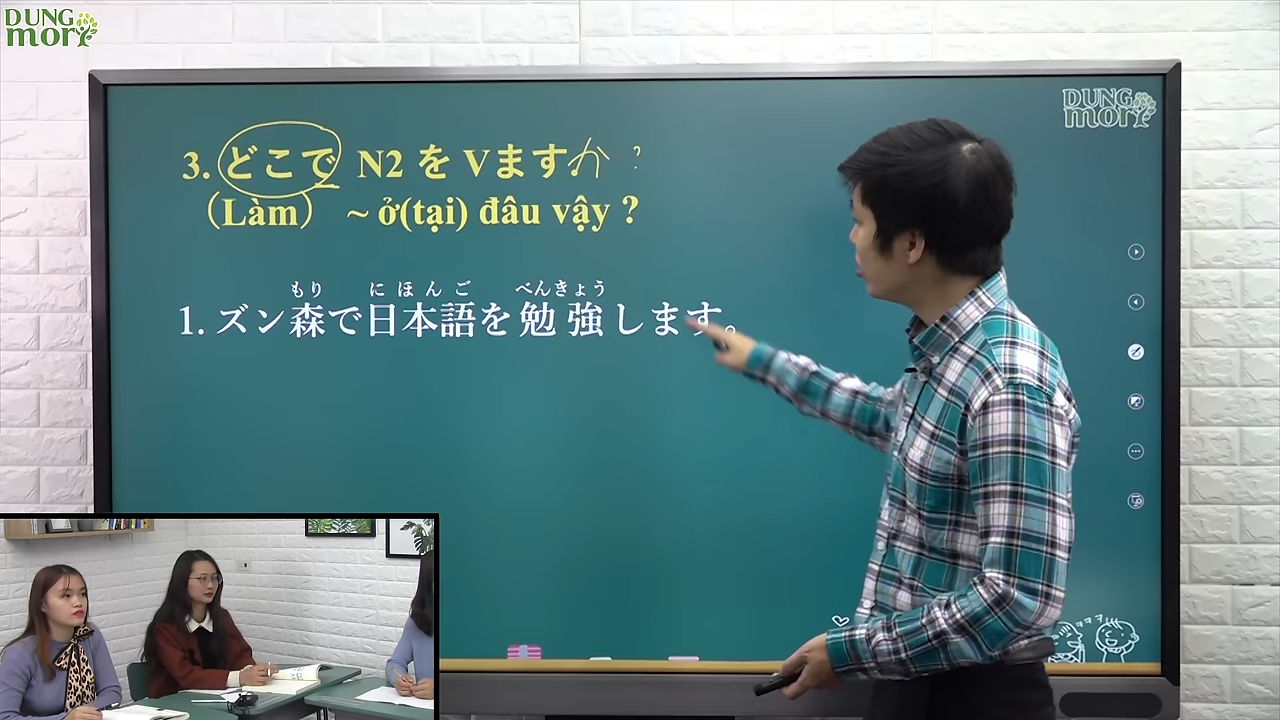 DUNG
mori
DUNG
mori
3. どこで N2 を Vますか ?
(Làm) ~ ở(tại) đâu vậy ?
もり にほんご べんきょう
1. ズン森で日本語を勉強します。